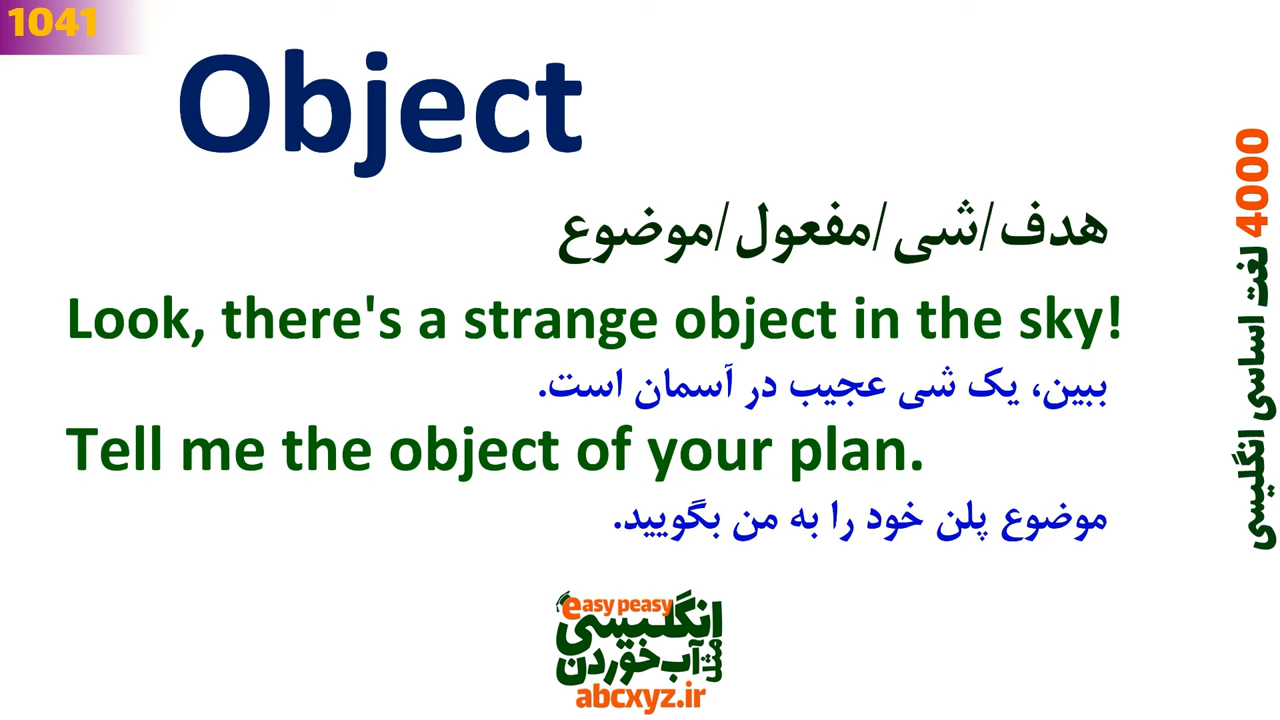 1041
Object
هدف/شی/مفعول/موضوع
Look, there's a strange object in the sky!
ببین، یک شی عجیب در آسمان است.
Tell me the object of your plan.
موضوع پلن خود را به من بگویید.
4000 لغت اساسی انگلیسی
easy peasy
انگلیسی
مثل آب خوردن
abcxyz.ir